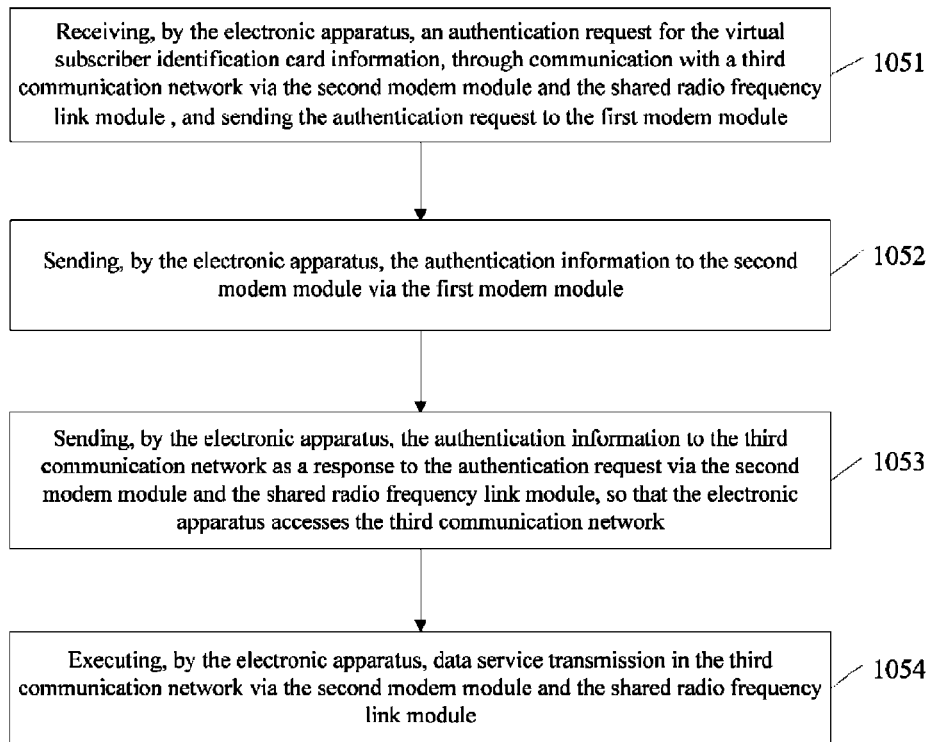 Receiving, by the electronic apparatus, an authentication request for the virtual
subscriber identification card information, through communication with a third
communication network via the second modem module and the shared radio frequency
link module , and sending the authentication request to the first modem module
1051
Sending, by the electronic apparatus, the authentication information to the second
modem module via the first modem module
1052
Sending, by the electronic apparatus, the authentication information to the third
communication network as a response to the authentication request via the second
modem module and the shared radio frequency link module, so that the electronic
apparatus accesses the third communication network
1053
Executing, by the electronic apparatus, data service transmission in the third
communication network via the second modem module and the shared radio frequency
link module
1054